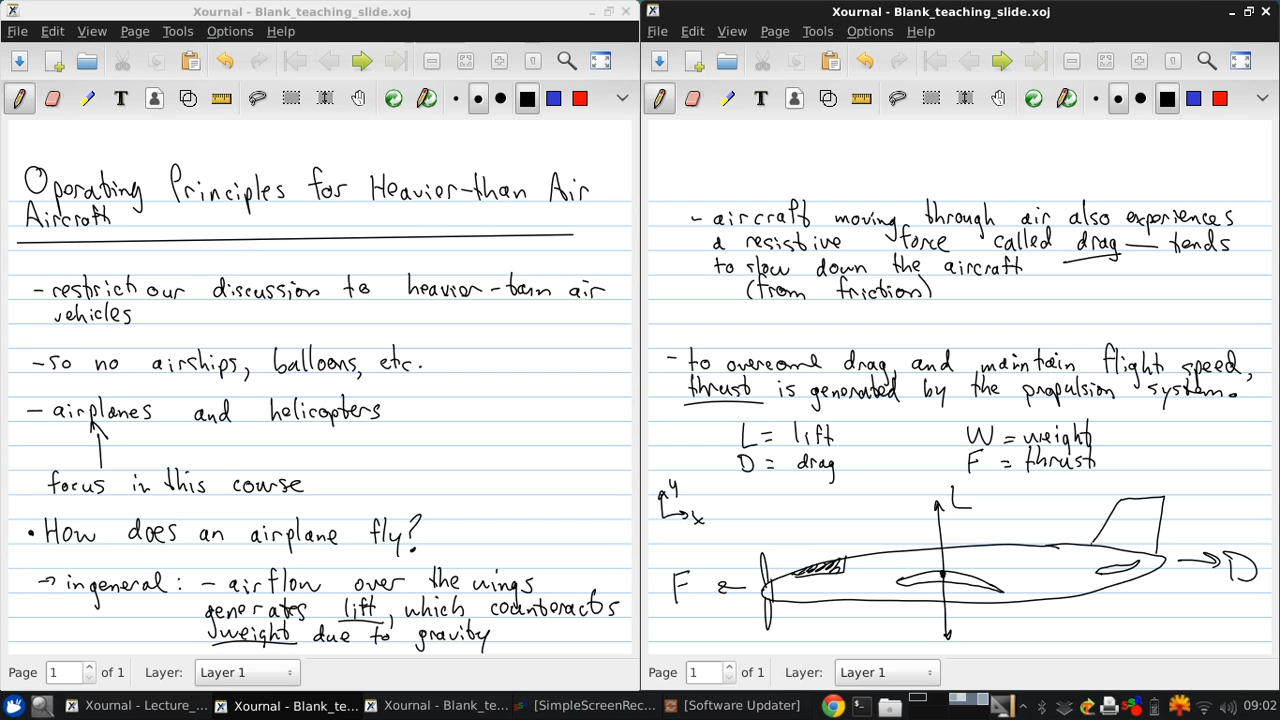 Xournal - Blank_teaching_slide.xoj
File Edit View Page Tools Options Help
Operating Principles for Heavier-than Air
Aircraft
- restrict our discussion to heavier-tarn air
vehicles
- so no airships, balloons, etc.
- airplanes and helicopters
focus in this course
• How does an airplane fly?
→ in general : - airflow over the wings
generates lift, which counteracts
weight due to gravity
Page 1 of 1 Layer: Layer 1
Xournal - Blank_teaching_slide.xoj
File Edit View Page Tools Options Help
- aircraft moving through air also experiences
a resistive force called drag — tends
to slow down the aircraft
(from friction)
- to overcome drag, and maintain flight speed,
thrust is generated by the propulsion system.
L = lift W = weight
D = drag F = thrust
y
x
L
F
D
Page 1 of 1 Layer: Layer 1
Xournal - Lecture_... Xournal - Blank_te... Xournal - Blank_te... [SimpleScreenRec... [Software Updater] 09:02